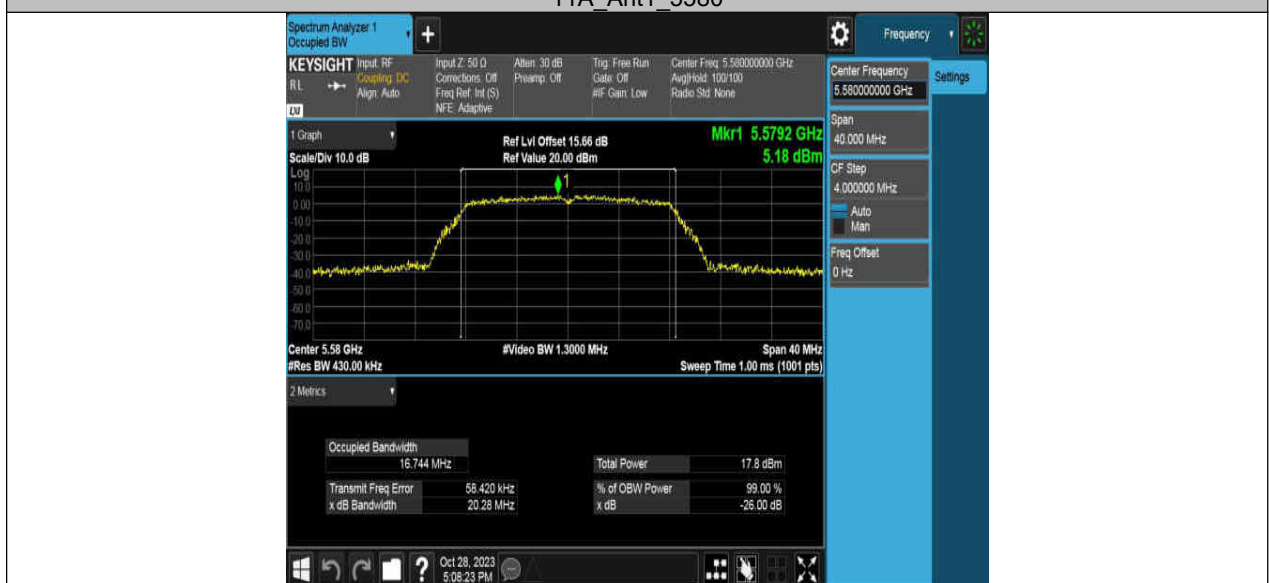 11A_Ant1_5580
Spectrum Analyzer 1
Occupied BW
+
Frequency
KEYSIGHT
RL
Input: RF
Coupling: DC
Align: Auto
Input Z: 50 Ω
Corrections: Off
Freq Ref: Int (S)
NFE: Adaptive
Atten: 30 dB
Preamp: Off
Trig: Free Run
Gate: Off
#IF Gain: Low
Center Freq: 5.580000000 GHz
Avg|Hold: 100/100
Radio Std: None
Center Frequency
5.580000000 GHz
Settings
Span
40.000 MHz
CF Step
4.000000 MHz
Auto
Man
Freq Offset
0 Hz
1 Graph
Scale/Div 10.0 dB
Ref Lvl Offset 15.66 dB
Ref Value 20.00 dBm
Mkr1 5.5792 GHz
5.18 dBm
Log
10.0
0.00
-10.0
-20.0
-30.0
-40.0
-50.0
-60.0
-70.0
1
Center 5.58 GHz
#Res BW 430.00 kHz
#Video BW 1.3000 MHz
Span 40 MHz
Sweep Time 1.00 ms (1001 pts)
2 Metrics
Occupied Bandwidth
16.744 MHz
Total Power 17.8 dBm
Transmit Freq Error 58.420 kHz
% of OBW Power 99.00 %
x dB Bandwidth 20.28 MHz
x dB -26.00 dB
?
Oct 28, 2023
5:08:23 PM